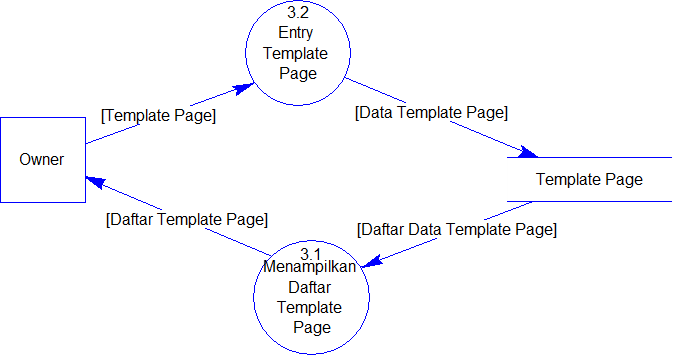 3.2
Entry
Template
Page
[Template Page]
[Data Template Page]
Owner
Template Page
[Daftar Template Page]
[Daftar Data Template Page]
3.1
Menampilkan
Daftar
Template
Page